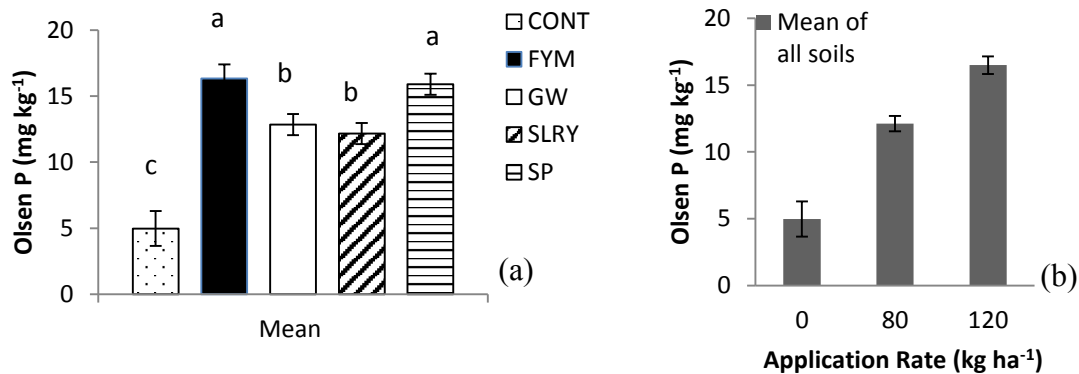 a
a
b
b
c
20
15
10
5
0
Olsen P (mg kg⁻¹)
Mean
CONT
FYM
GW
SLRY
SP
(a)
20
15
10
5
0
Olsen P (mg kg⁻¹)
Mean of
all soils
0 80 120
Application Rate (kg ha⁻¹)
(b)